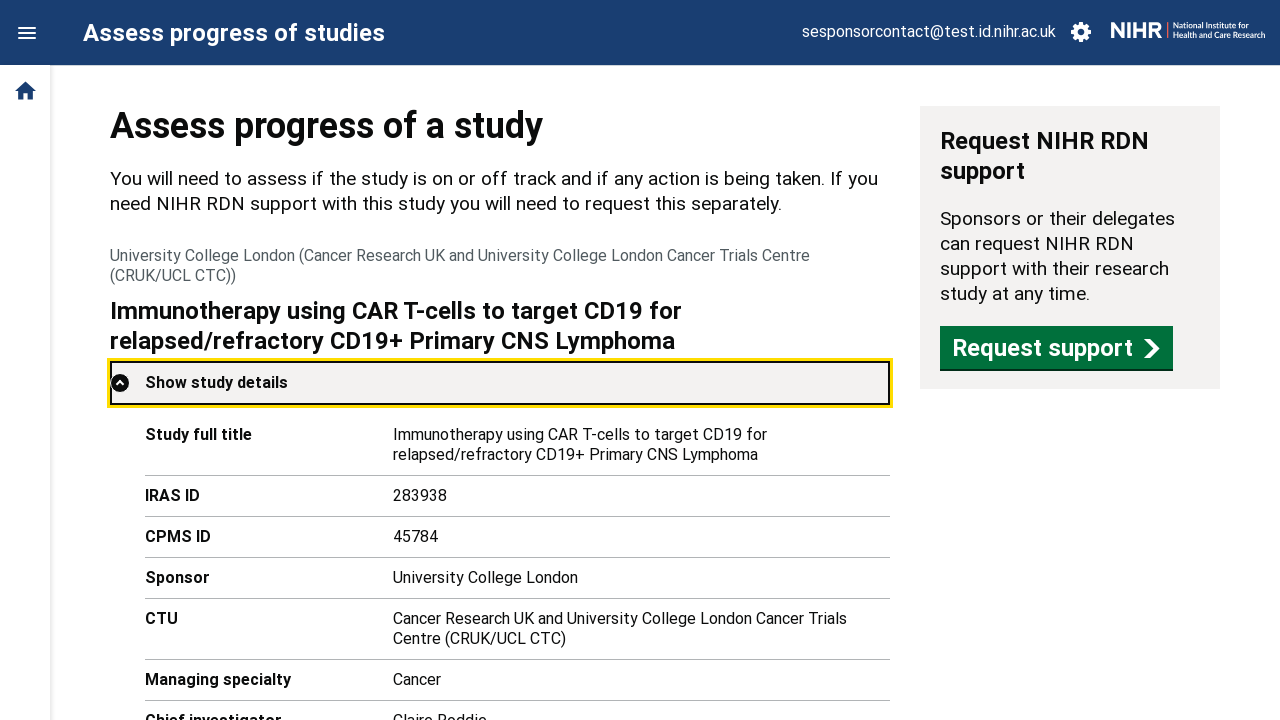 Assess progress of studies
sesponsorcontact@test.id.nihr.ac.uk
NIHR | National Institute for
Health and Care Research
Assess progress of a study
You will need to assess if the study is on or off track and if any action is being taken. If you
need NIHR RDN support with this study you will need to request this separately.
University College London (Cancer Research UK and University College London Cancer Trials Centre
(CRUK/UCL CTC))
Immunotherapy using CAR T-cells to target CD19 for
relapsed/refractory CD19+ Primary CNS Lymphoma
Show study details
Study full title
Immunotherapy using CAR T-cells to target CD19 for
relapsed/refractory CD19+ Primary CNS Lymphoma
IRAS ID
283938
CPMS ID
45784
Sponsor
University College London
CTU
Cancer Research UK and University College London Cancer Trials
Centre (CRUK/UCL CTC)
Managing specialty
Cancer
Chief investigator
Claire Roddie
Request NIHR RDN
support
Sponsors or their delegates
can request NIHR RDN
support with their research
study at any time.
Request support